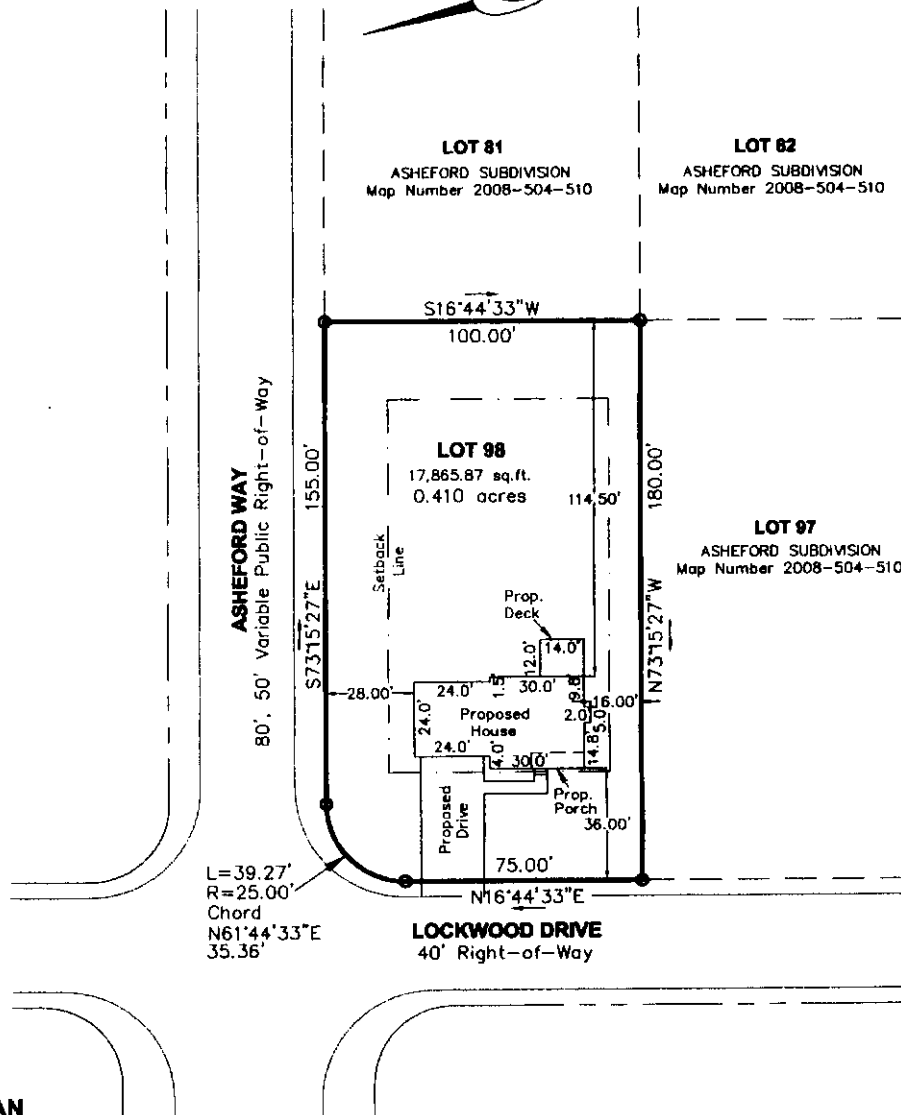 LOT 81
ASHEFORD SUBDIVISION
Map Number 2008-504-510
LOT 82
ASHEFORD SUBDIVISION
Map Number 2008-504-510
S16°44'33"W
100.00'
ASHEFORD WAY
80', 50' Variable Public Right-of-Way
S73°15'27"E
155.00'
LOT 98
17,865.87 sq.ft.
0.410 acres
114.50'
180.00'
N73°15'27"W
LOT 97
ASHEFORD SUBDIVISION
Map Number 2008-504-510
Setback
Line
Prop.
Deck
12.0'
14.0'
28.00'
24.0'
1.5'
30.0'
9.8'
16.00'
2.0'
5.0'
24.0'
Proposed
House
24.0'
4.0'
30.0'
14.8'
Proposed
Drive
Prop.
Porch
36.00'
75.00'
N16°44'33"E
L=39.27'
R=25.00'
Chord
N61°44'33"E
35.36'
LOCKWOOD DRIVE
40' Right-of-Way
AN